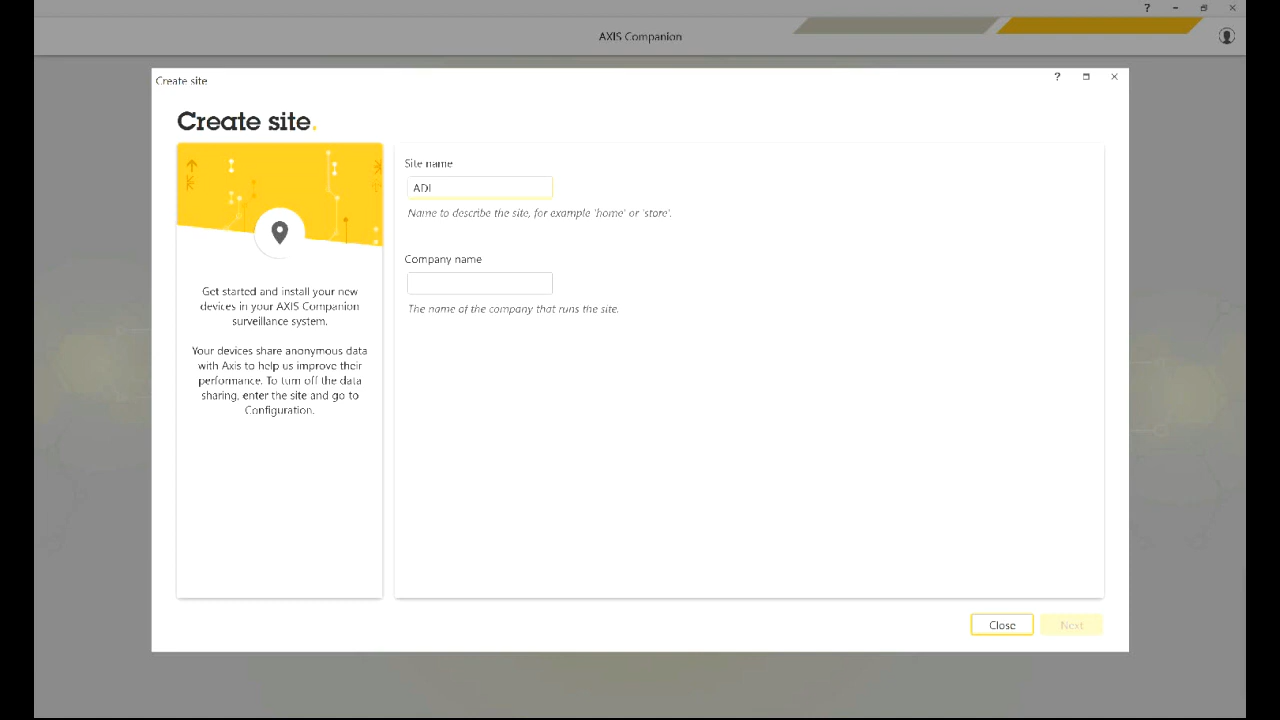 AXIS Companion
Create site
Create site.
Get started and install your new
devices in your AXIS Companion
surveillance system.
Your devices share anonymous data
with Axis to help us improve their
performance. To turn off the data
sharing, enter the site and go to
Configuration.
Site name
ADI
Name to describe the site, for example 'home' or 'store'.
Company name
The name of the company that runs the site.
Close
Next